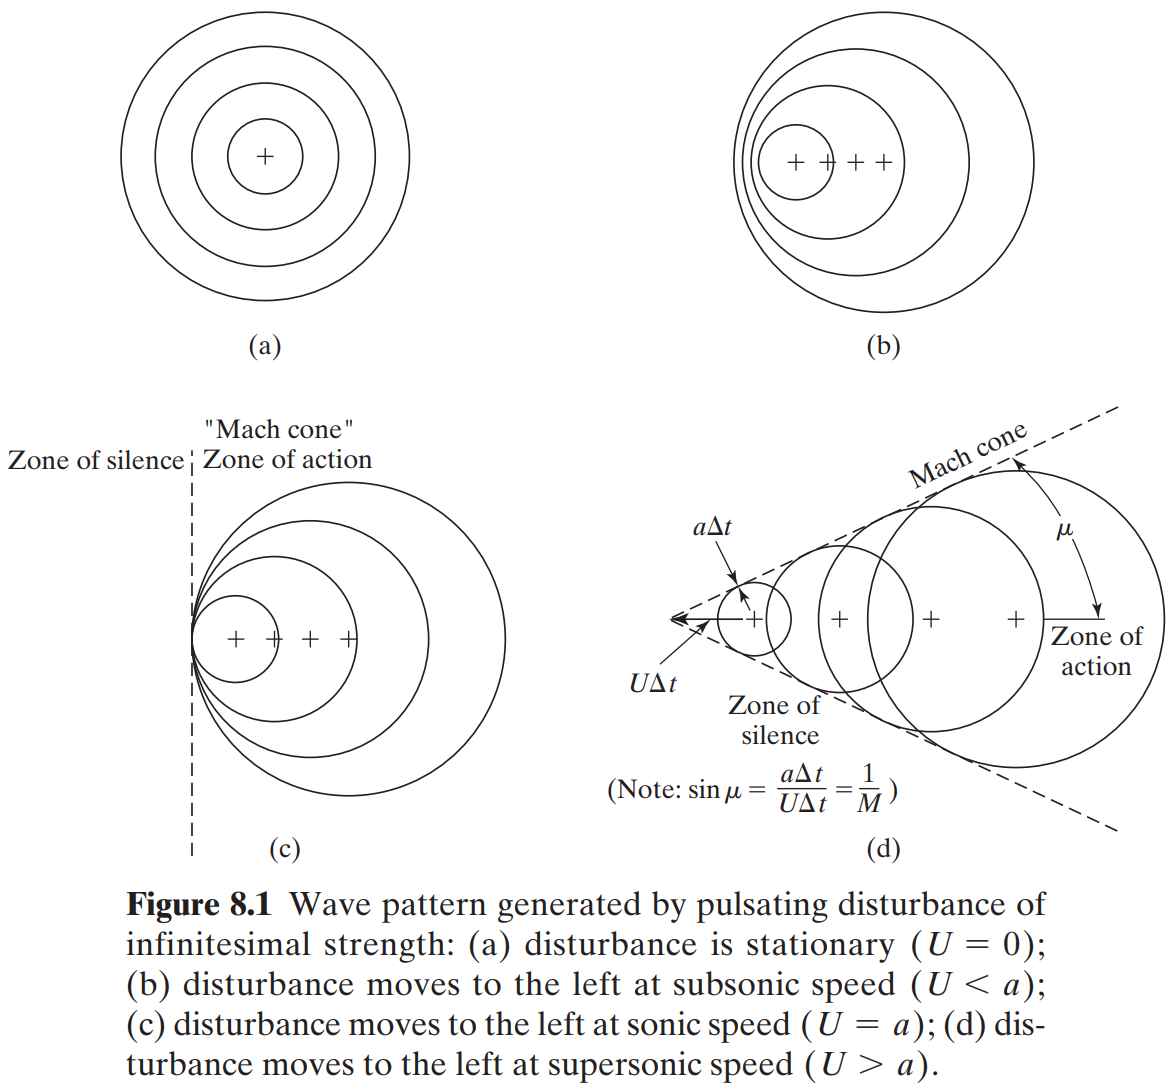 (a)
(b)
"Mach cone"
Zone of silence Zone of action
(c)
Mach cone
aΔt
μ
UΔt
Zone of
action
Zone of
silence
(Note: sin μ = aΔt/UΔt = 1/M)
(d)
Figure 8.1 Wave pattern generated by pulsating disturbance of
infinitesimal strength: (a) disturbance is stationary (U = 0);
(b) disturbance moves to the left at subsonic speed (U < a);
(c) disturbance moves to the left at sonic speed (U = a); (d) dis-
turbance moves to the left at supersonic speed (U > a).